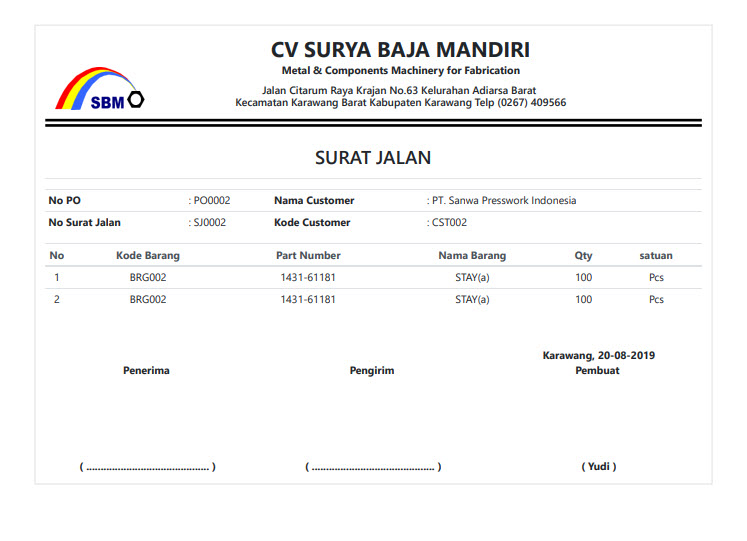 CV SURYA BAJA MANDIRI
Metal & Components Machinery for Fabrication
Jalan Citarum Raya Krajan No.63 Kelurahan Adiarsa Barat
Kecamatan Karawang Barat Kabupaten Karawang Telp (0267) 409566
SBM
SURAT JALAN
No PO : PO0002 Nama Customer : PT. Sanwa Presswork Indonesia
No Surat Jalan : SJ0002 Kode Customer : CST002
No Kode Barang Part Number Nama Barang Qty satuan
1 BRG002 1431-61181 STAY(a) 100 Pcs
2 BRG002 1431-61181 STAY(a) 100 Pcs
Karawang, 20-08-2019
Penerima Pengirim Pembuat
( ........................................... ) ( ........................................... ) ( Yudi )